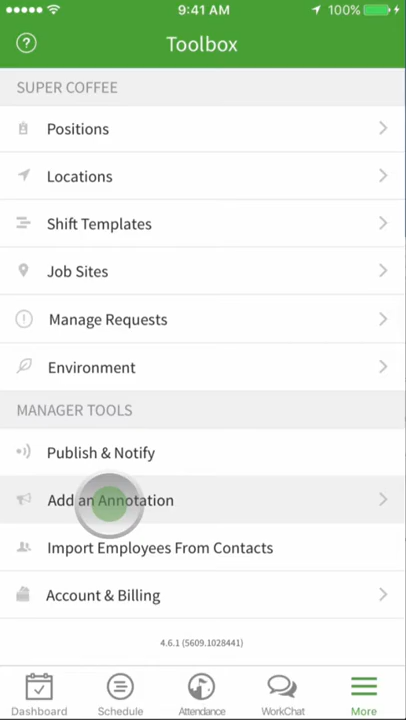 9:41 AM
100%
?
Toolbox
SUPER COFFEE
Positions
Locations
Shift Templates
Job Sites
Manage Requests
Environment
MANAGER TOOLS
Publish & Notify
Add an Annotation
Import Employees From Contacts
Account & Billing
4.6.1 (5609.1028441)
Dashboard
Schedule
Attendance
WorkChat
More